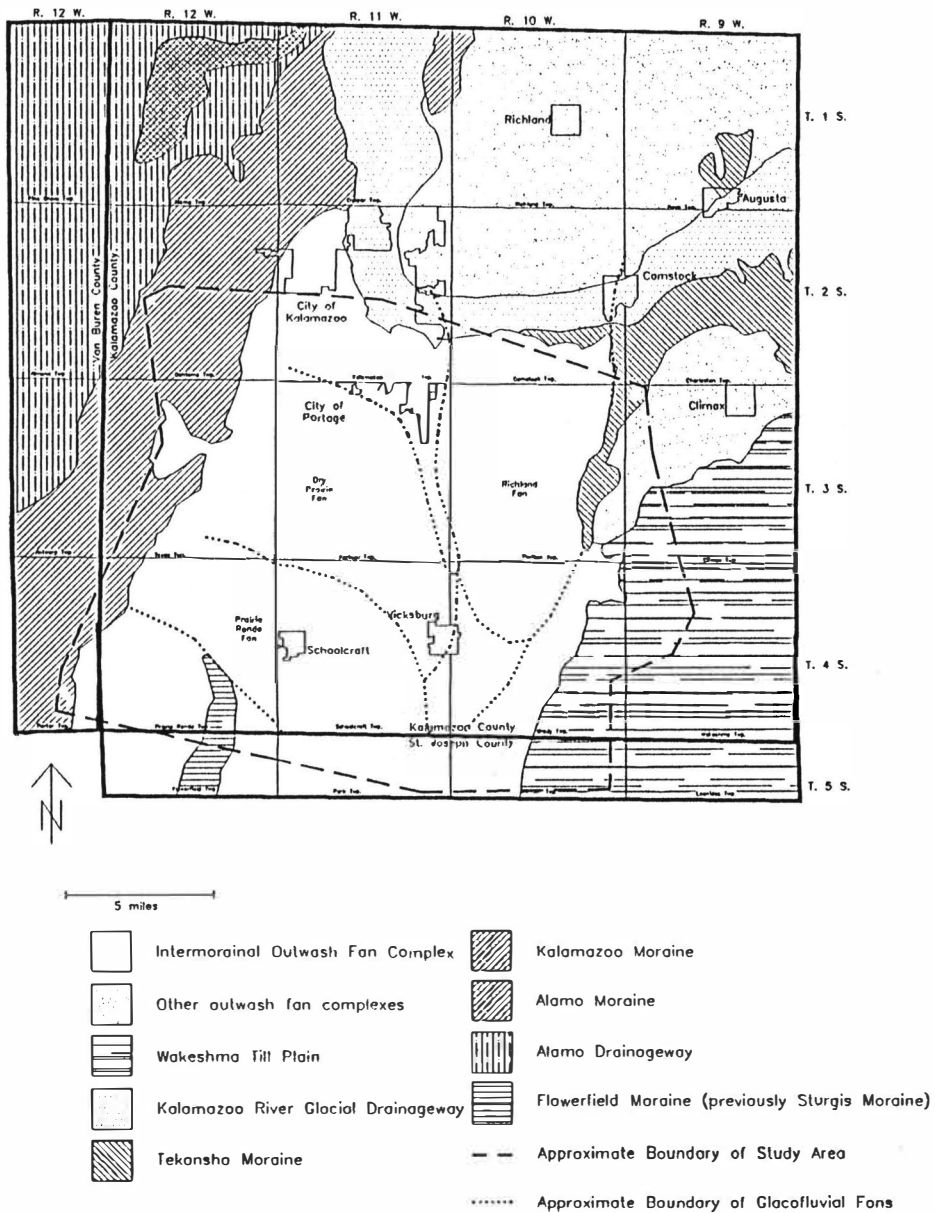 R. 12 W. R. 12 W. R. 11 W. R. 10 W. R. 9 W.
T. 1 S.
Richland
Augusta
Van Buren County
Kalamazoo County
Comstock
T. 2 S.
City of
Kalamazoo
City of
Portage
Climax
Dry
Prairie
Fan
Richland
Fan
T. 3 S.
Prairie
Ronde
Fan
Schoolcraft
Vicksburg
T. 4 S.
Kalamazoo County
St. Joseph County
T. 5 S.
N
5 miles
Intermorainal Outwash Fan Complex
Other outwash fan complexes
Wakeshma Till Plain
Kalamazoo River Glacial Drainageway
Tekonsha Moraine
Kalamazoo Moraine
Alamo Moraine
Alamo Drainageway
Flowerfield Moraine (previously Sturgis Moraine)
Approximate Boundary of Study Area
Approximate Boundary of Glacofluvial Fans